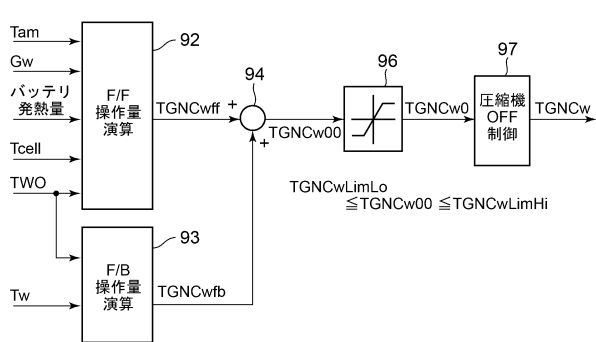 Tam
Gw
バッテリ
発熱量
Tcell
TWO
Tw
92
F/F
操作量
演算
TGNCwff
93
F/B
操作量
演算
TGNCwfb
94
+
+
TGNCw00
96
TGNCw0
97
圧縮機
OFF
制御
TGNCw
TGNCwLimLo
≦TGNCw00 ≦TGNCwLimHi